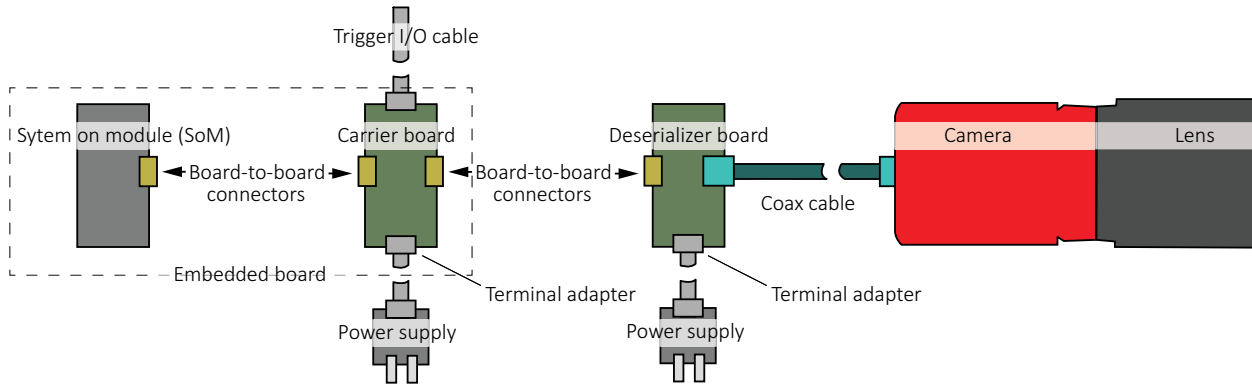 Trigger I/O cable
Sytem on module (SoM)
Carrier board
Deserializer board
Camera
Lens
Board-to-board
connectors
Board-to-board
connectors
Coax cable
Embedded board
Terminal adapter
Terminal adapter
Power supply
Power supply